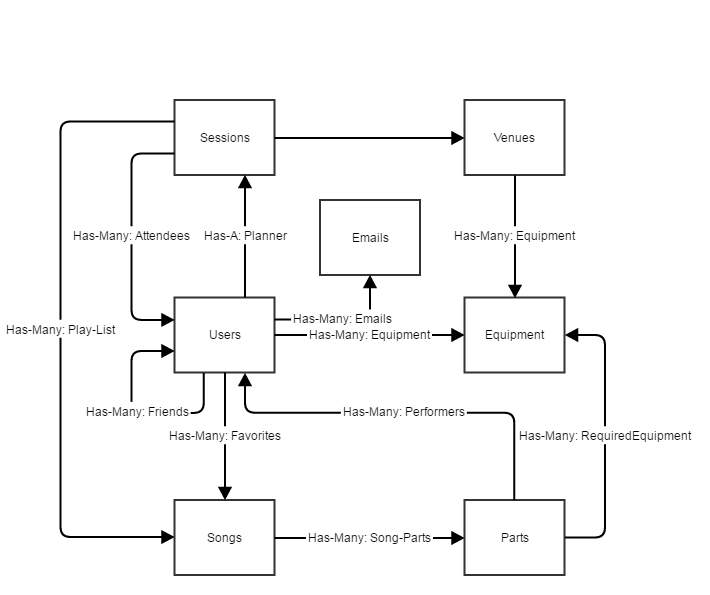 Sessions
Venues
Has-Many: Attendees
Has-A: Planner
Emails
Has-Many: Equipment
Has-Many: Emails
Has-Many: Play-List
Users
Has-Many: Equipment
Equipment
Has-Many: Friends
Has-Many: Performers
Has-Many: Favorites
Has-Many: RequiredEquipment
Songs
Has-Many: Song-Parts
Parts